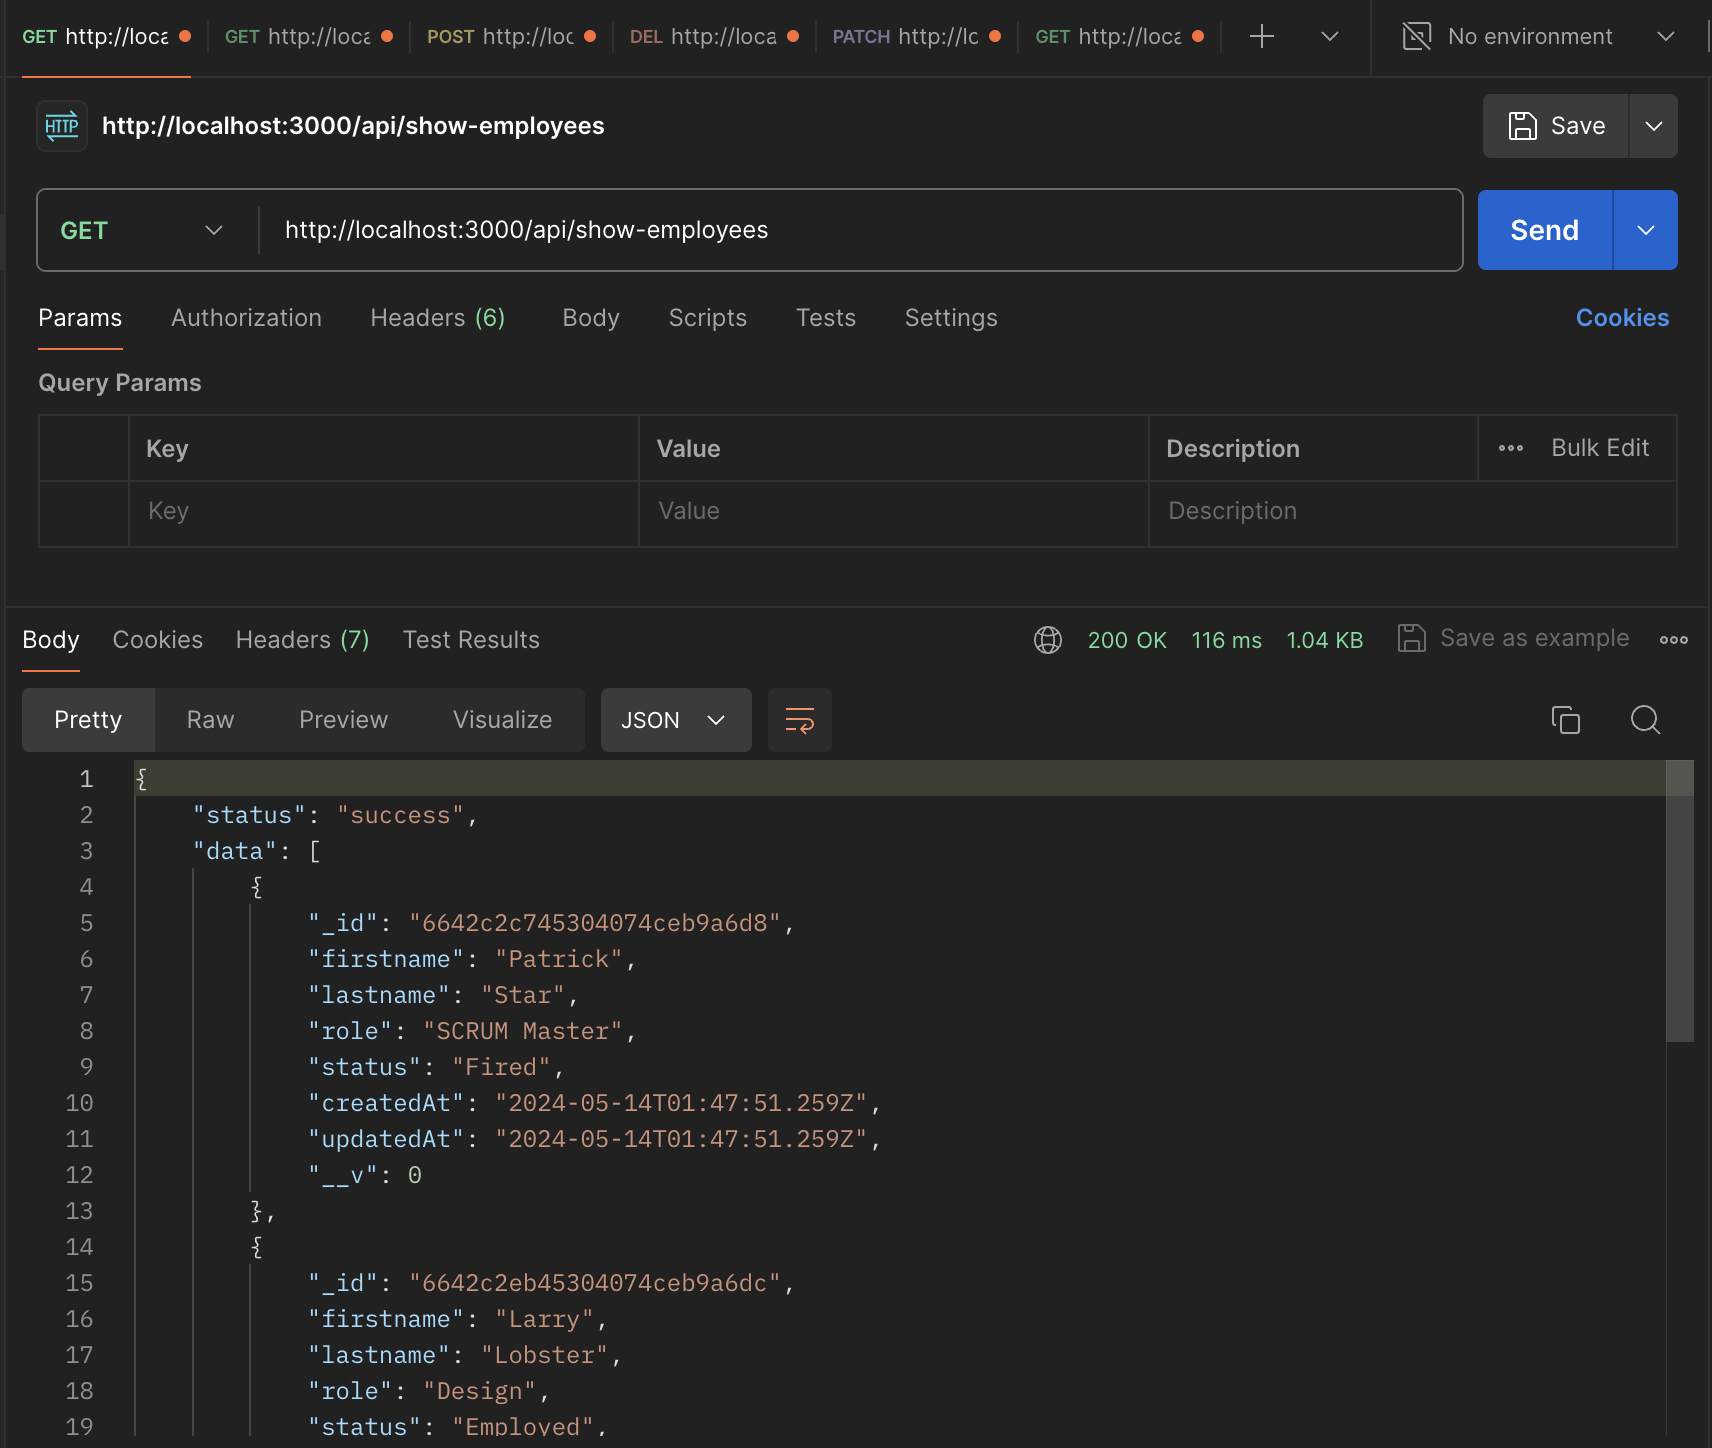 GET http://loca GET http://loca POST http://loc DEL http://loca PATCH http://lc GET http://loca No environment
HTTP http://localhost:3000/api/show-employees Save
GET http://localhost:3000/api/show-employees Send
Params Authorization Headers (6) Body Scripts Tests Settings Cookies
Query Params
Key Value Description Bulk Edit
Key Value Description
Body Cookies Headers (7) Test Results 200 OK 116 ms 1.04 KB Save as example
Pretty Raw Preview Visualize JSON
1 {
2 "status": "success",
3 "data": [
4 {
5 "_id": "6642c2c745304074ceb9a6d8",
6 "firstname": "Patrick",
7 "lastname": "Star",
8 "role": "SCRUM Master",
9 "status": "Fired",
10 "createdAt": "2024-05-14T01:47:51.259Z",
11 "updatedAt": "2024-05-14T01:47:51.259Z",
12 "__v": 0
13 },
14 {
15 "_id": "6642c2eb45304074ceb9a6dc",
16 "firstname": "Larry",
17 "lastname": "Lobster",
18 "role": "Design",
19 "status": "Employed",